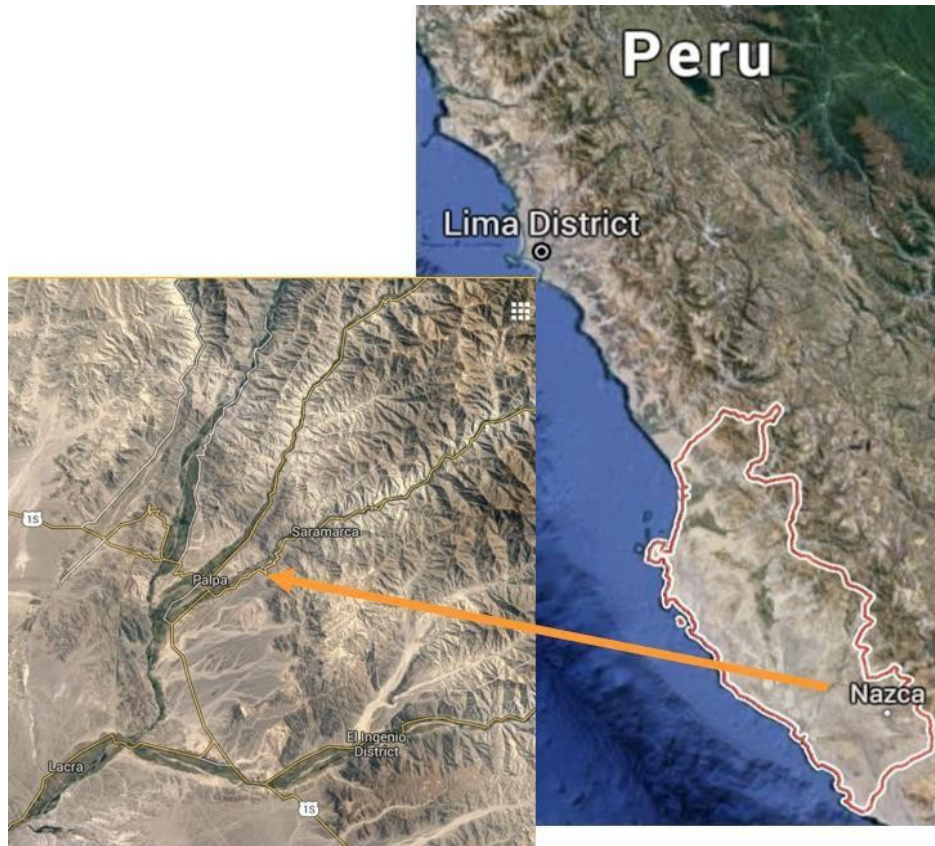 Peru
Lima District
1S
Saramarca
Palpa
Nazca
El Ingenio
District
Lacra
1S